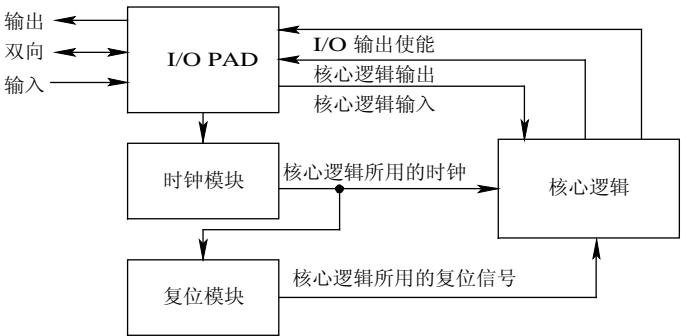 输出
双向
输入
I/O PAD
I/O 输出使能
核心逻辑输出
核心逻辑输入
时钟模块
核心逻辑所用的时钟
核心逻辑
复位模块
核心逻辑所用的复位信号